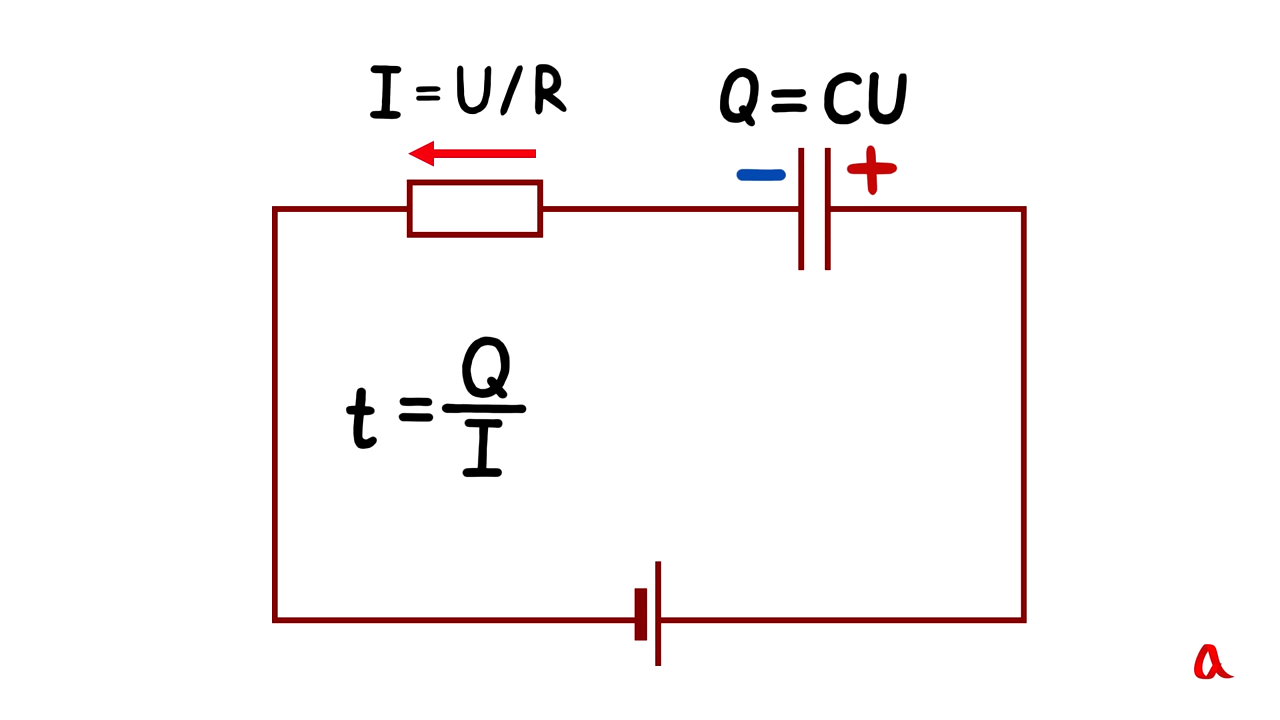 I = U/R
Q = CU
− +
t = Q/I
a